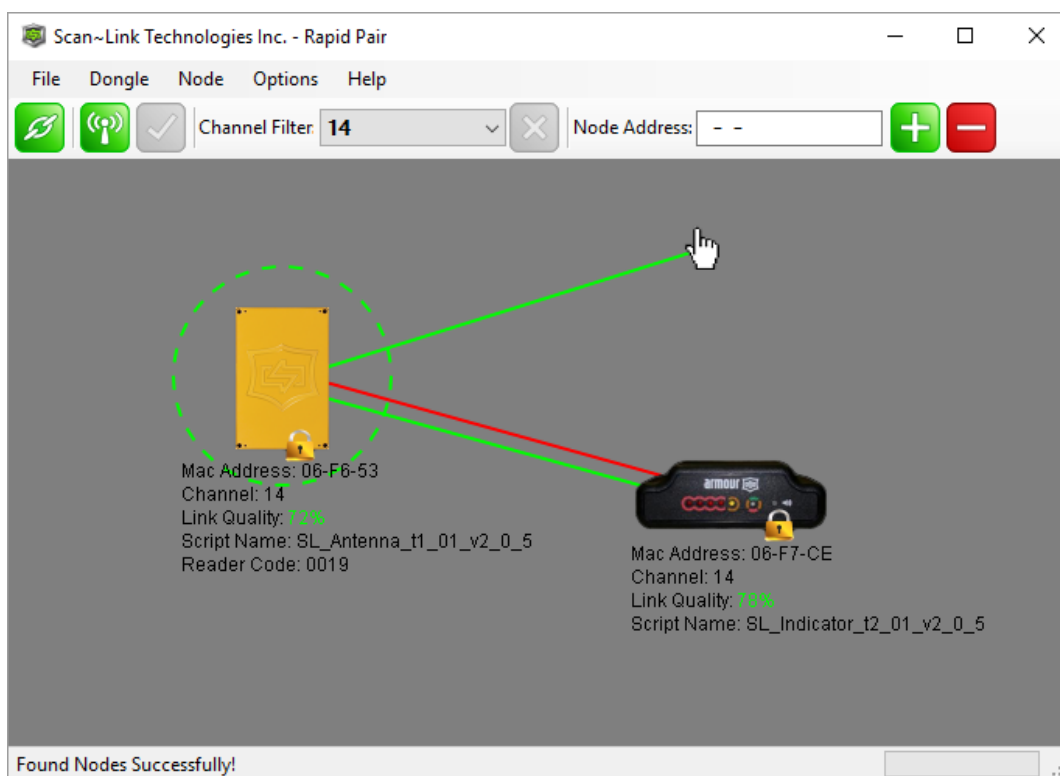 Scan~Link Technologies Inc. - Rapid Pair
File Dongle Node Options Help
Channel Filter: 14 Node Address: - -
armour
Mac Address: 06-F6-53
Channel: 14
Link Quality: 72%
Script Name: SL_Antenna_t1_01_v2_0_5
Reader Code: 0019
Mac Address: 06-F7-CE
Channel: 14
Link Quality: 78%
Script Name: SL_Indicator_t2_01_v2_0_5
Found Nodes Successfully!